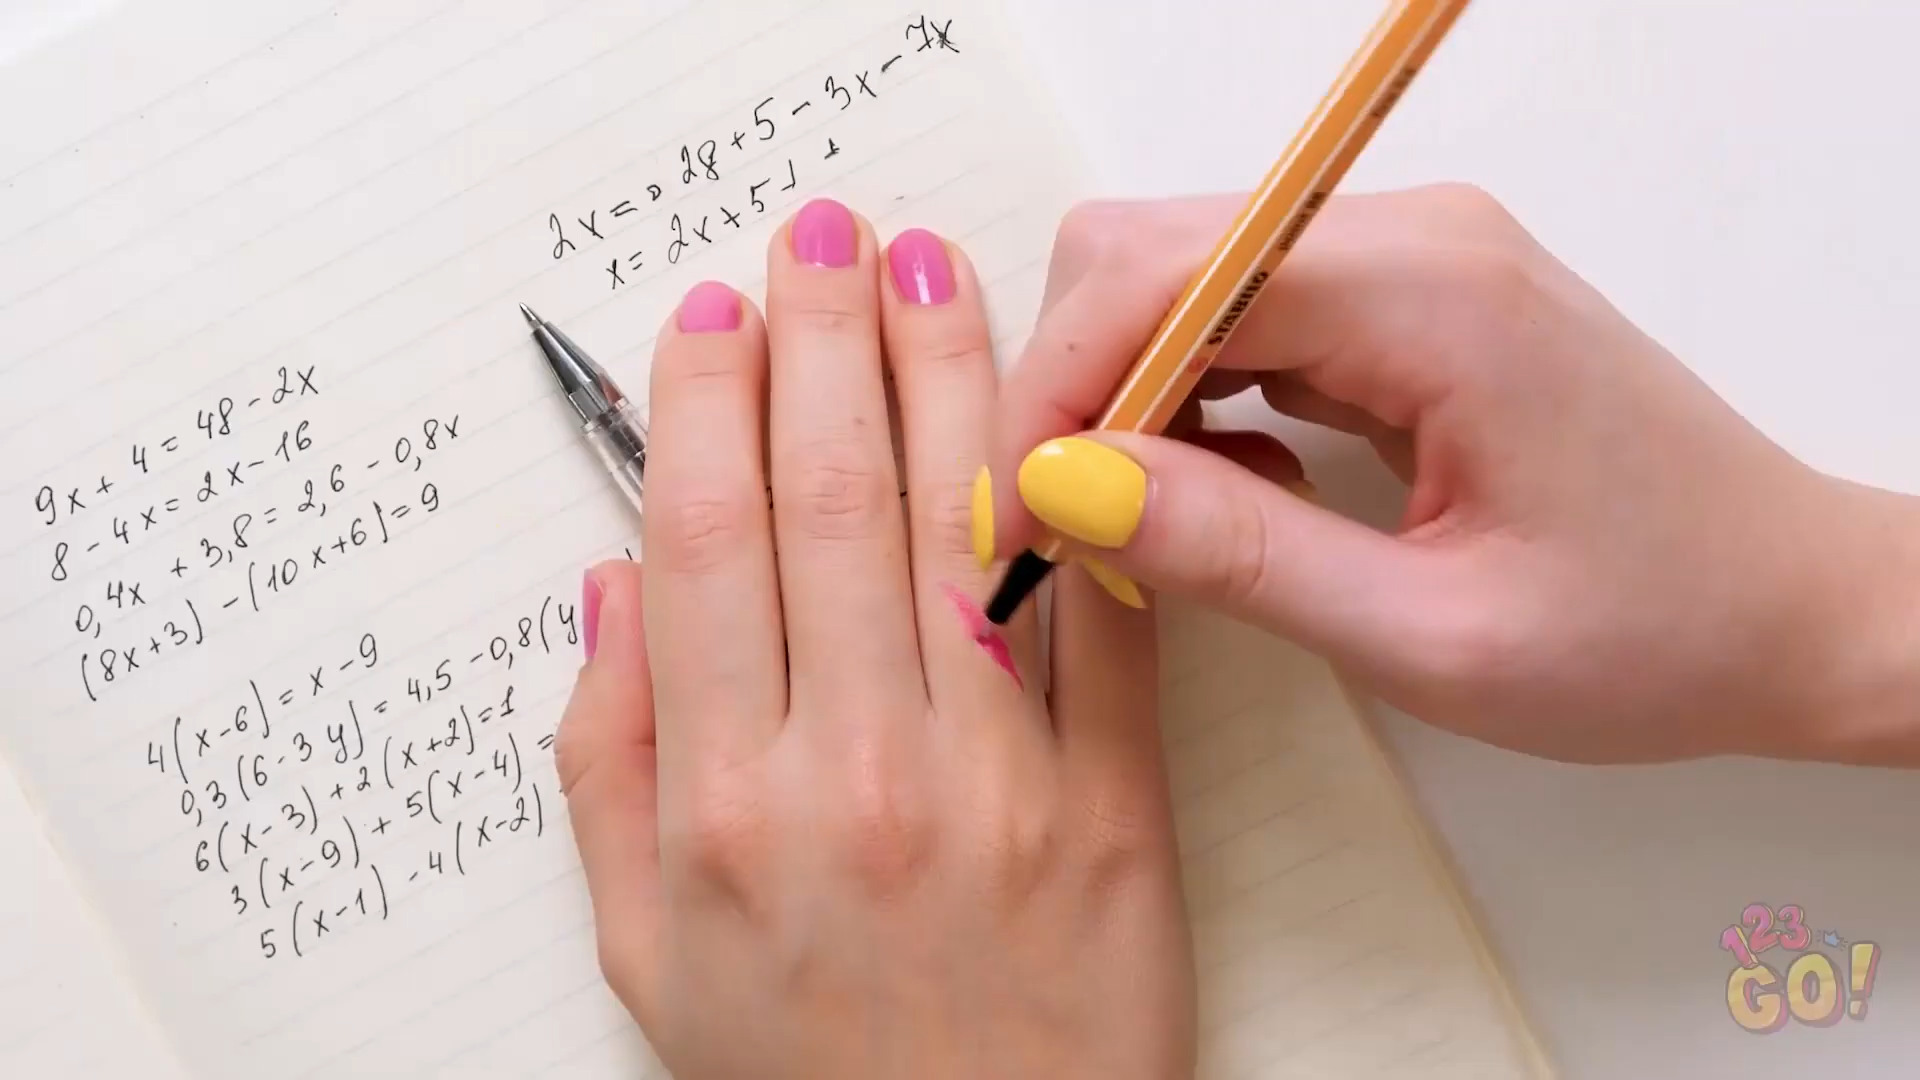 2x = 28 + 5 - 3x - 7x
x = 2x + 5
9x + 4 = 48 - 2x
8 - 4x = 2x - 16
0,4x + 3,8 = 2,6 - 0,8x
(8x+3) - (10x+6) = 9
4(x-6) = x - 9
0,3(6-3y) = 4,5 - 0,8(y
6(x-3) + 2(x+2) = 1
3(x-9) + 5(x-4) =
5(x-1) - 4(x-2)
STABILO
123
GO!